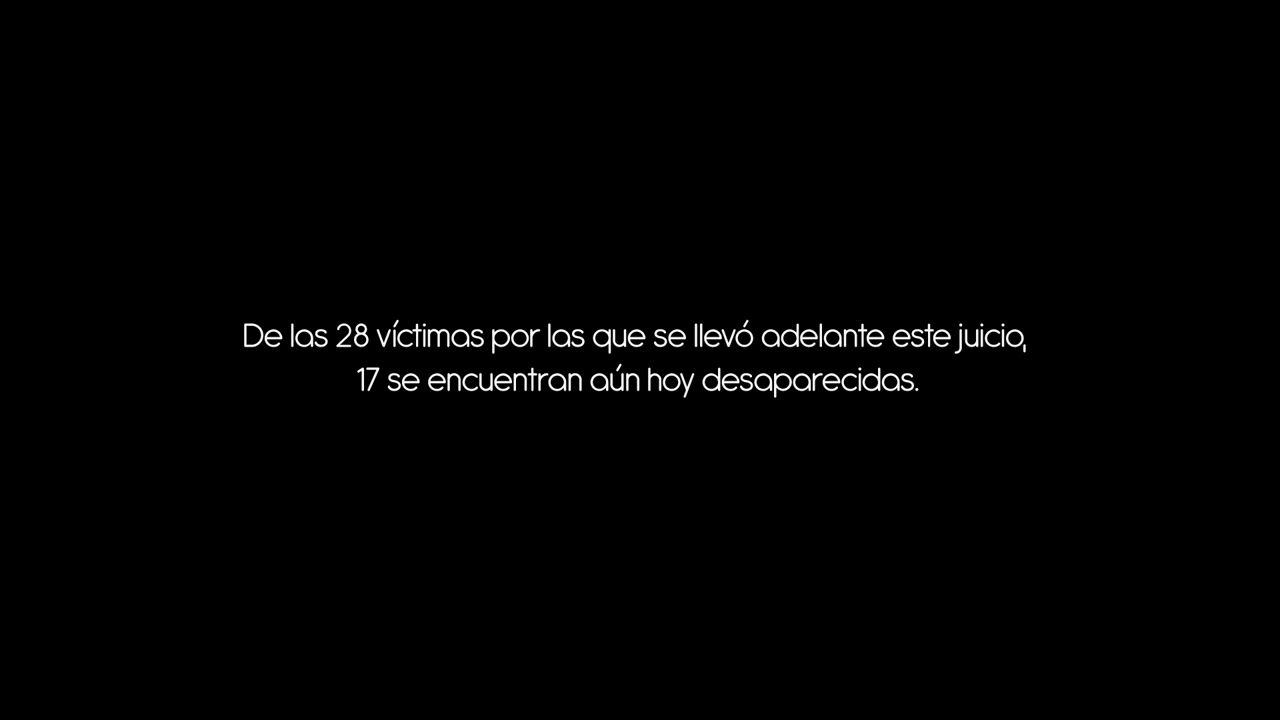 De las 28 víctimas por las que se llevó adelante este juicio,
17 se encuentran aún hoy desaparecidas.